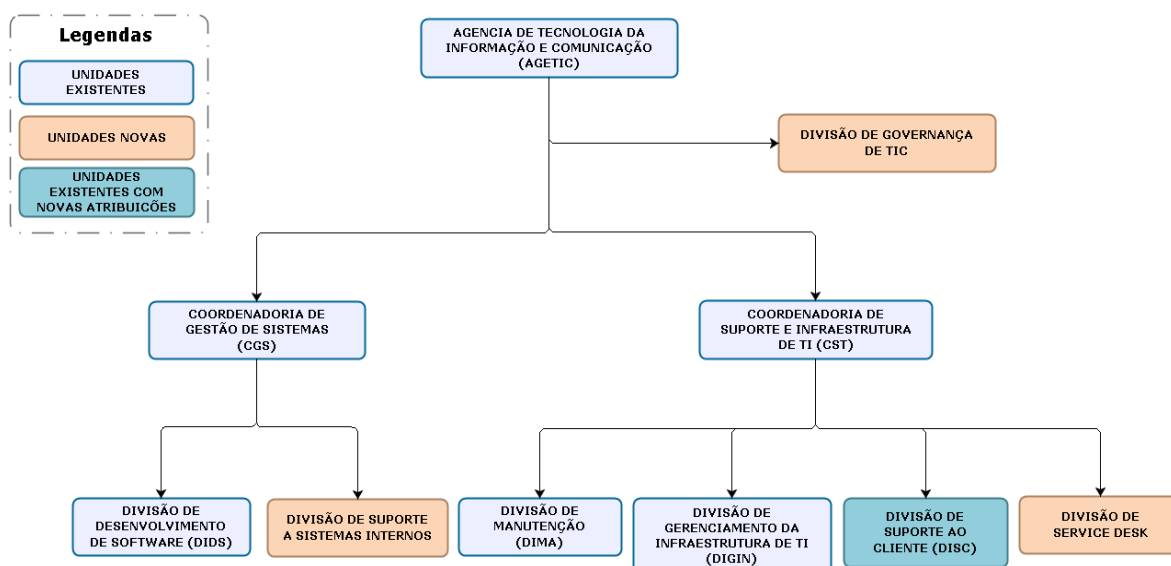 Legendas
UNIDADES
EXISTENTES
UNIDADES NOVAS
UNIDADES
EXISTENTES COM
NOVAS ATRIBUICÕES
AGENCIA DE TECNOLOGIA DA
INFORMAÇÃO E COMUNICAÇÃO
(AGETIC)
DIVISÃO DE GOVERNANÇA
DE TIC
COORDENADORIA DE
GESTÃO DE SISTEMAS
(CGS)
COORDENADORIA DE
SUPORTE E INFRAESTRUTURA
DE TI (CST)
DIVISÃO DE
DESENVOLVIMENTO
DE SOFTWARE (DIDS)
DIVISÃO DE SUPORTE
A SISTEMAS INTERNOS
DIVISÃO DE
MANUTENÇÃO
(DIMA)
DIVISÃO DE
GERENCIAMENTO DA
INFRAESTRUTURA DE TI
(DIGIN)
DIVISÃO DE
SUPORTE AO
CLIENTE (DISC)
DIVISÃO DE
SERVICE DESK